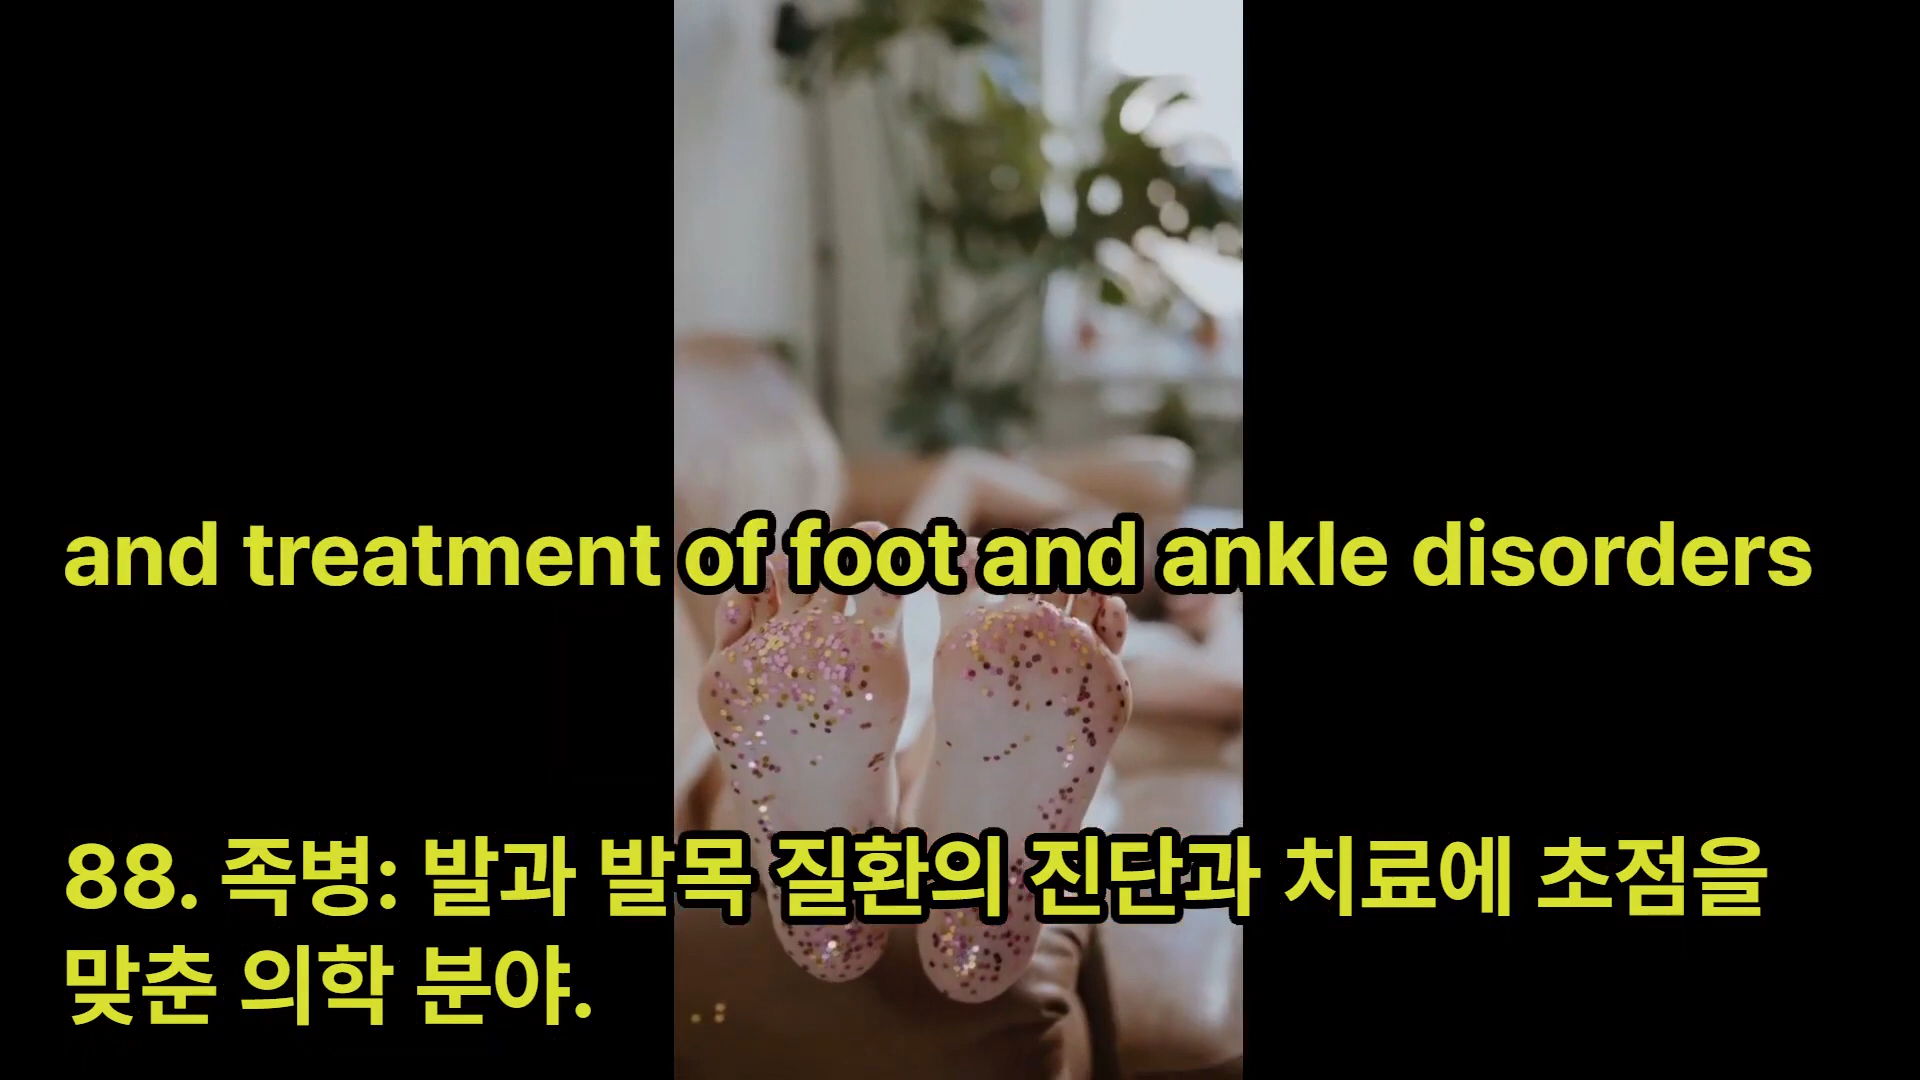 and treatment of foot and ankle disorders
88. 족병: 발과 발목 질환의 진단과 치료에 초점을
맞춘 의학 분야.